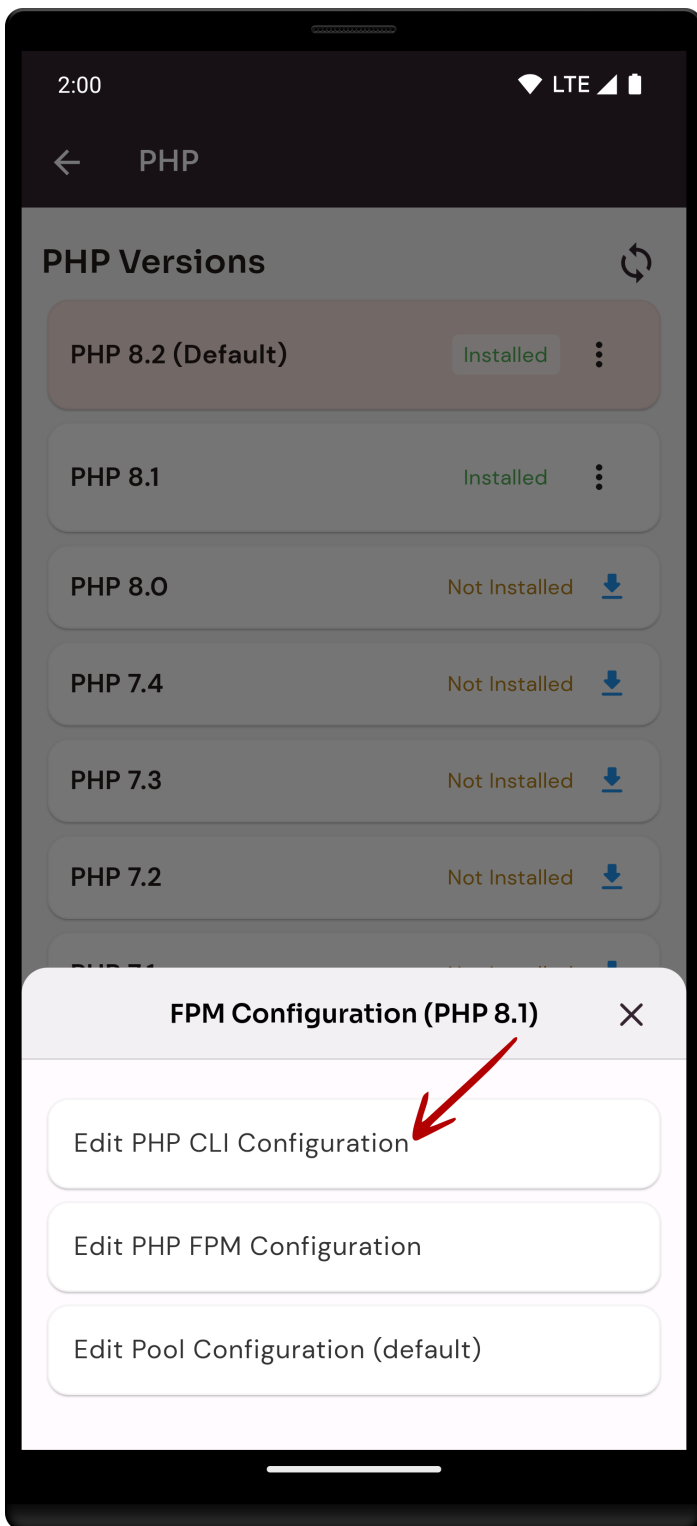 2:00
LTE
PHP
PHP Versions
PHP 8.2 (Default) Installed
PHP 8.1 Installed
PHP 8.0 Not Installed
PHP 7.4 Not Installed
PHP 7.3 Not Installed
PHP 7.2 Not Installed
FPM Configuration (PHP 8.1)
Edit PHP CLI Configuration
Edit PHP FPM Configuration
Edit Pool Configuration (default)